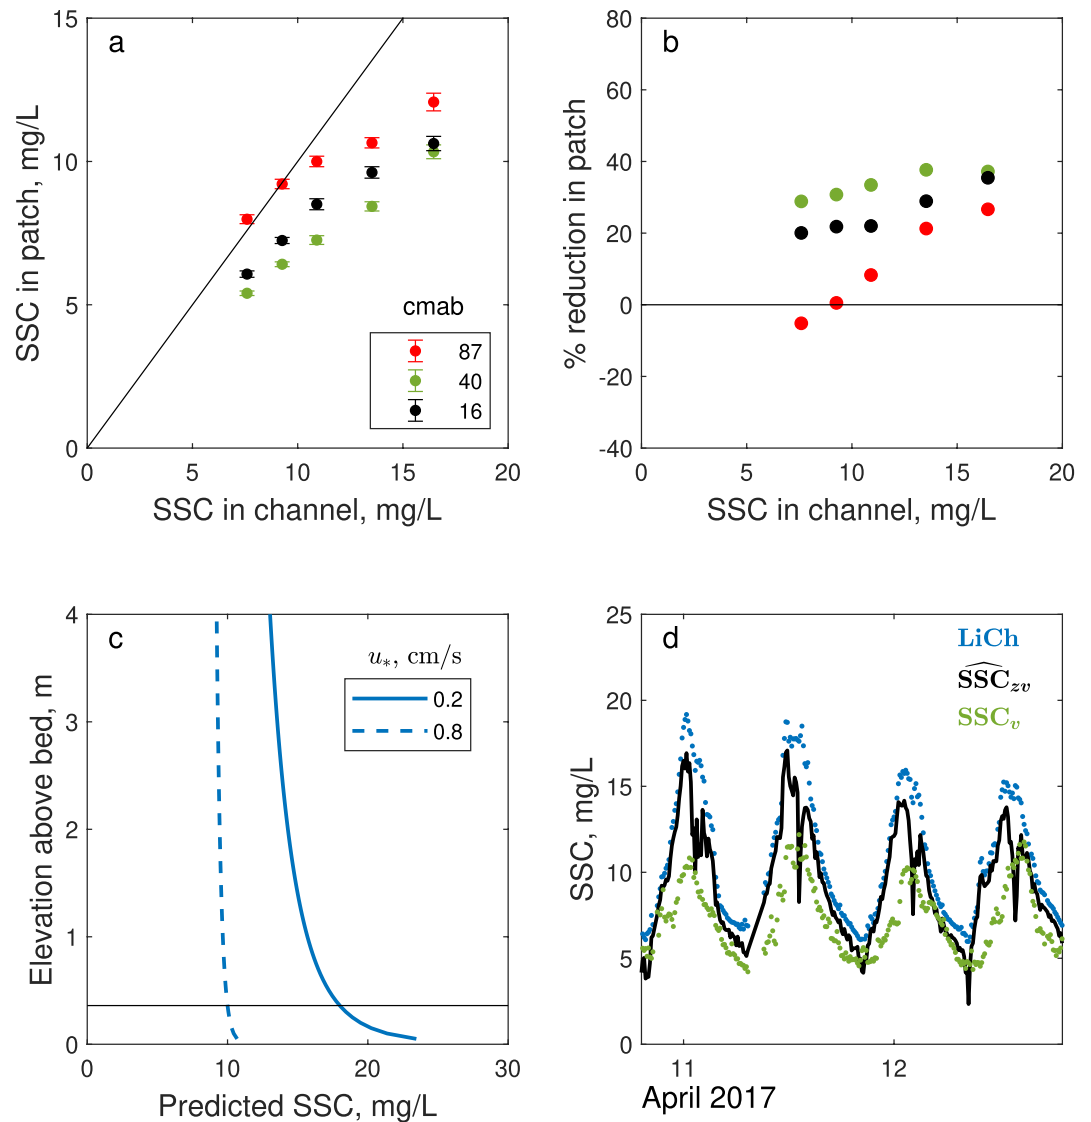 a
SSC in patch, mg/L
15
10
5
0
0 5 10 15 20
SSC in channel, mg/L
cmab
87
40
16
b
% reduction in patch
80
60
40
20
0
-20
-40
0 5 10 15 20
SSC in channel, mg/L
c
Elevation above bed, m
4
3
2
1
0
0 10 20 30
Predicted SSC, mg/L
u*, cm/s
0.2
0.8
d
SSC, mg/L
25
20
15
10
5
0
11 12
April 2017
LiCh
SSC_zv
SSC_v